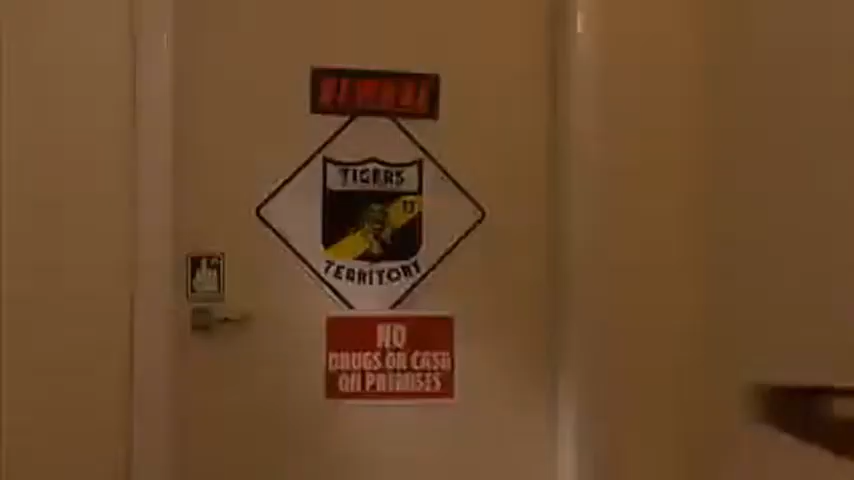 TIGERS
TERRITORY
NO
DRUGS OR CASH
ON PREMISES